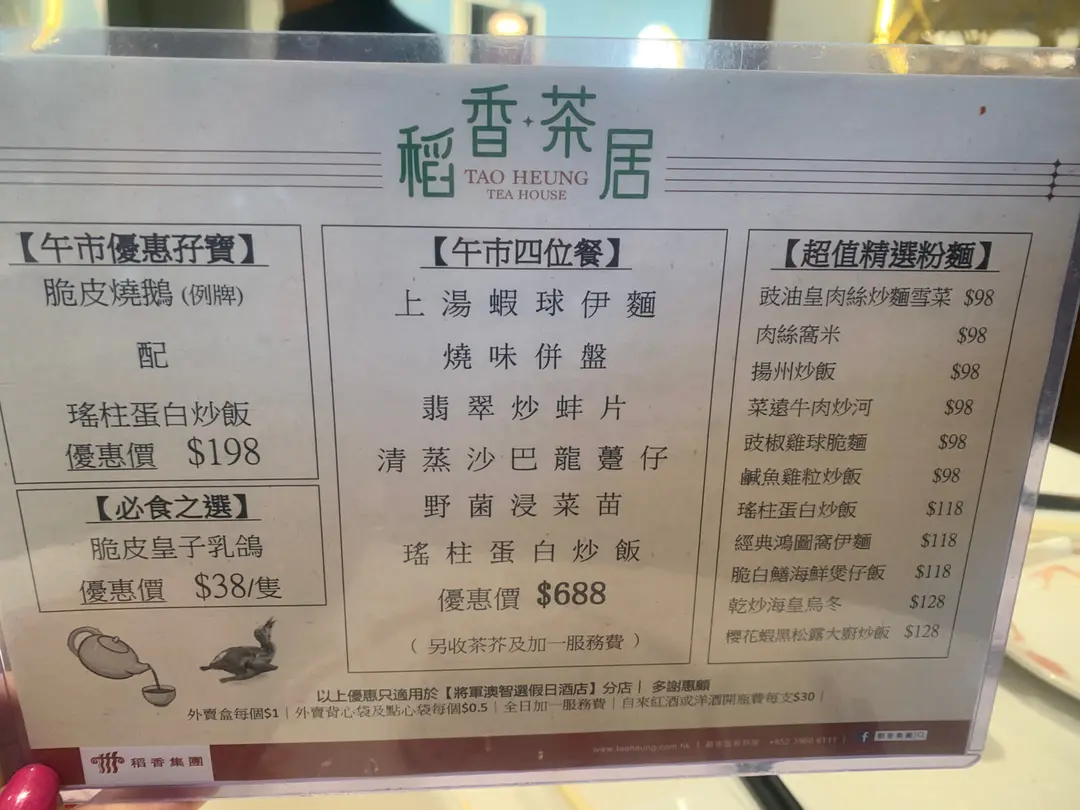 稻香·茶居
TAO HEUNG
TEA HOUSE
【午市優惠孖寶】
脆皮燒鵝 (例牌)
配
瑤柱蛋白炒飯
優惠價 $198
【必食之選】
脆皮皇子乳鴿
優惠價 $38/隻
【午市四位餐】
上湯蝦球伊麵
燒味併盤
翡翠炒蚌片
清蒸沙巴龍躉仔
野菌浸菜苗
瑤柱蛋白炒飯
優惠價 $688
( 另收茶芥及加一服務費 )
【超值精選粉麵】
豉油皇肉絲炒麵雪菜 $98
肉絲窩米 $98
揚州炒飯 $98
菜遠牛肉炒河 $98
豉椒雞球脆麵 $98
鹹魚雞粒炒飯 $98
瑤柱蛋白炒飯 $118
經典鴻圖窩伊麵 $118
脆白鱔海鮮煲仔飯 $118
乾炒海皇烏冬 $128
櫻花蝦黑松露大廚炒飯 $128
以上優惠只適用於【將軍澳智選假日酒店】分店 | 多謝惠顧
外賣盒每個$1 | 外賣背心袋及點心袋每個$0.5 | 全日加一服務費 | 自來紅酒或洋酒開瓶費每支$30 |
稻香集團
www.taoheung.com.hk
稻香集團